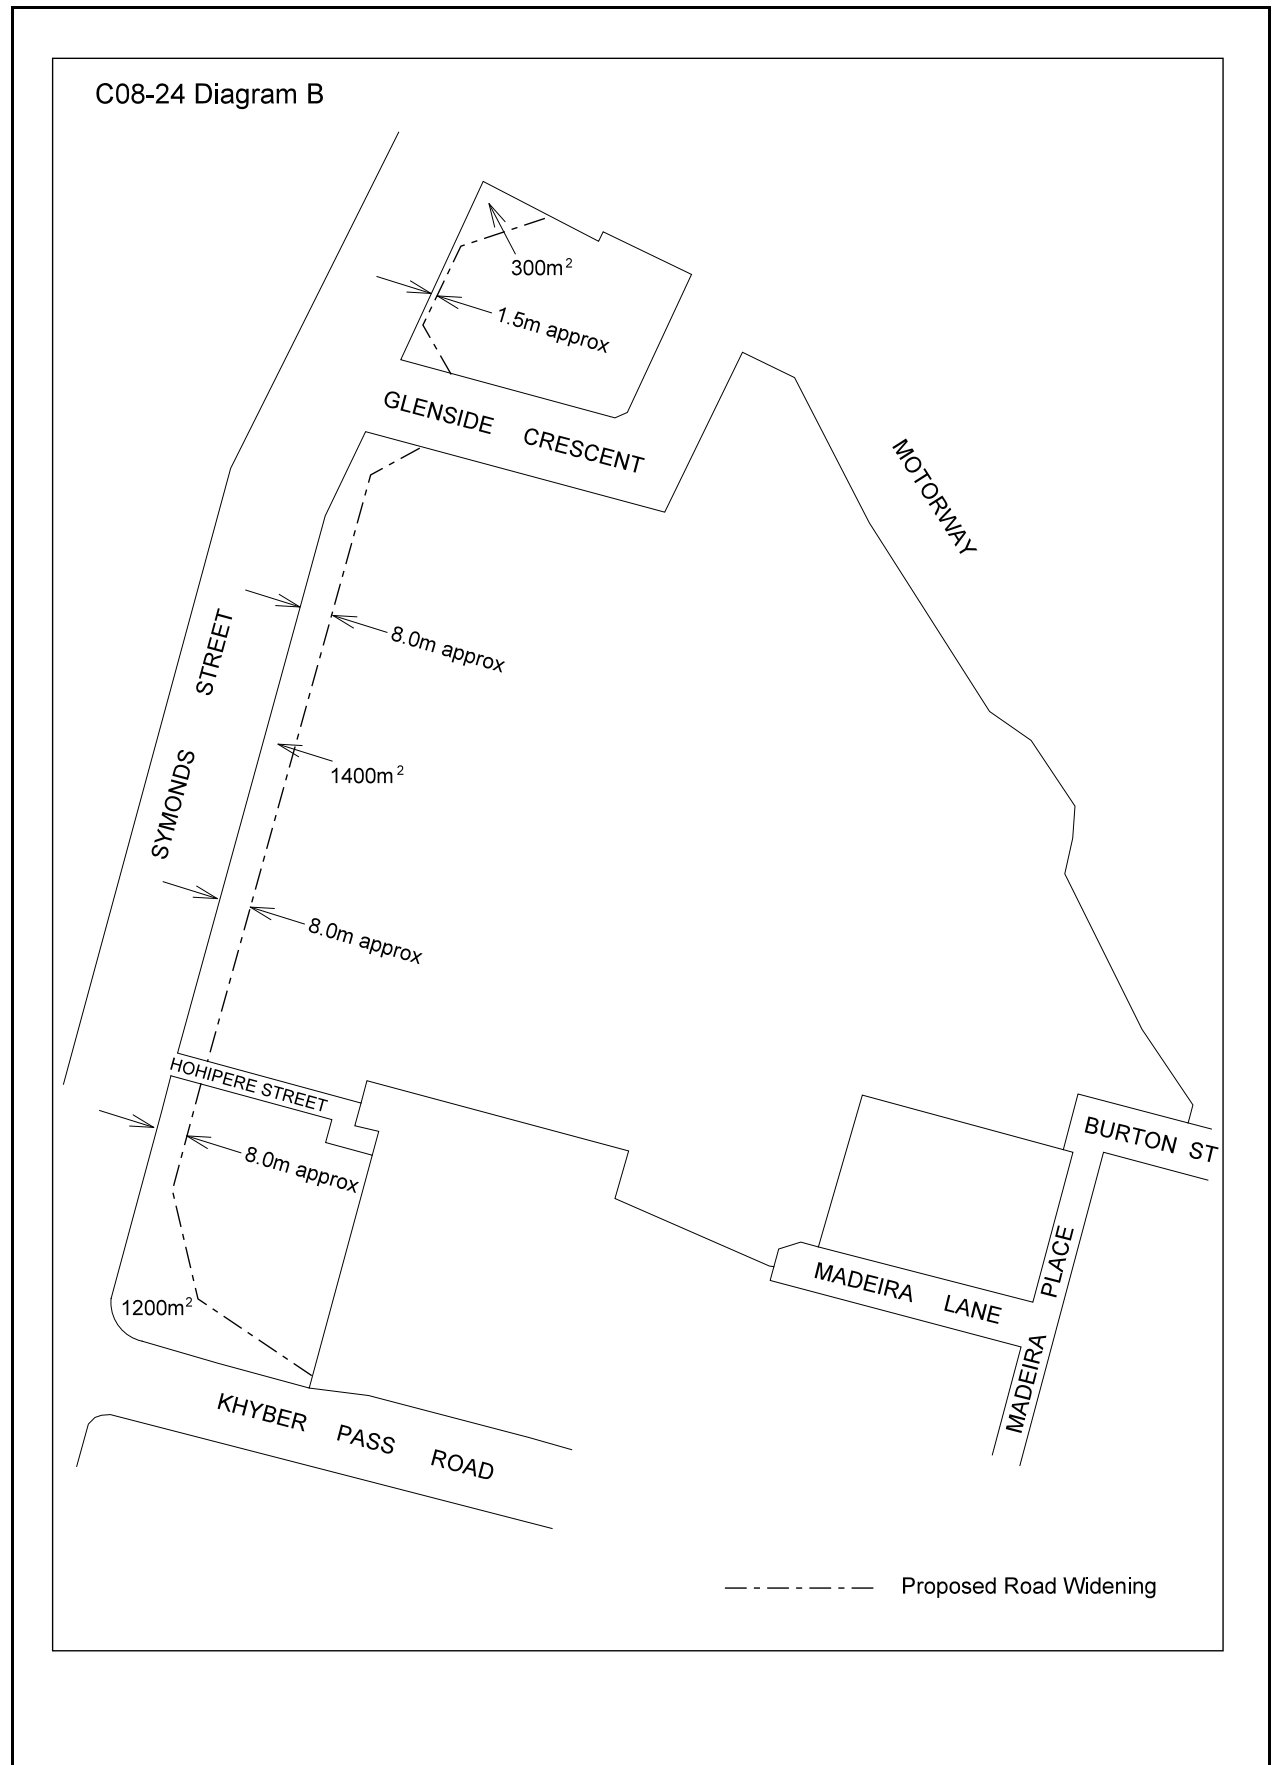 C08-24 Diagram B
300m²
1.5m approx
GLENSIDE CRESCENT
MOTORWAY
8.0m approx
SYMONDS STREET
1400m²
8.0m approx
HOHIPERE STREET
BURTON ST
8.0m approx
MADEIRA PLACE
MADEIRA LANE
1200m²
KHYBER PASS ROAD
Proposed Road Widening